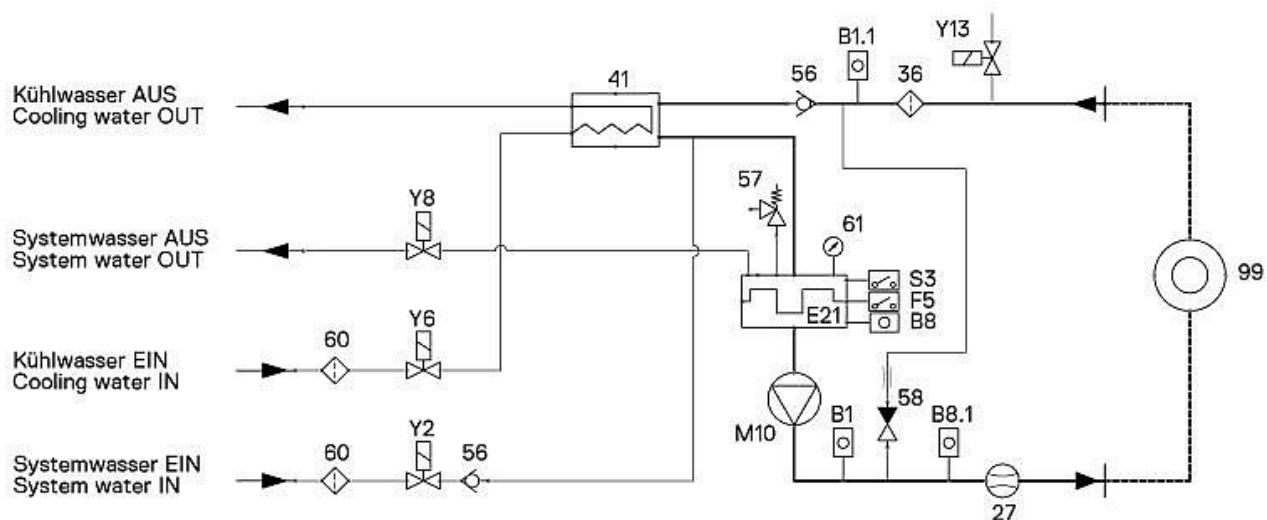 Y13
B1.1
41
56
36
Kühlwasser AUS
Cooling water OUT
57
Y8
61
Systemwasser AUS
System water OUT
S3
99
F5
E21
B8
Y6
60
Kühlwasser EIN
Cooling water IN
58
B1
B8.1
M10
Y2
60
56
Systemwasser EIN
System water IN
27